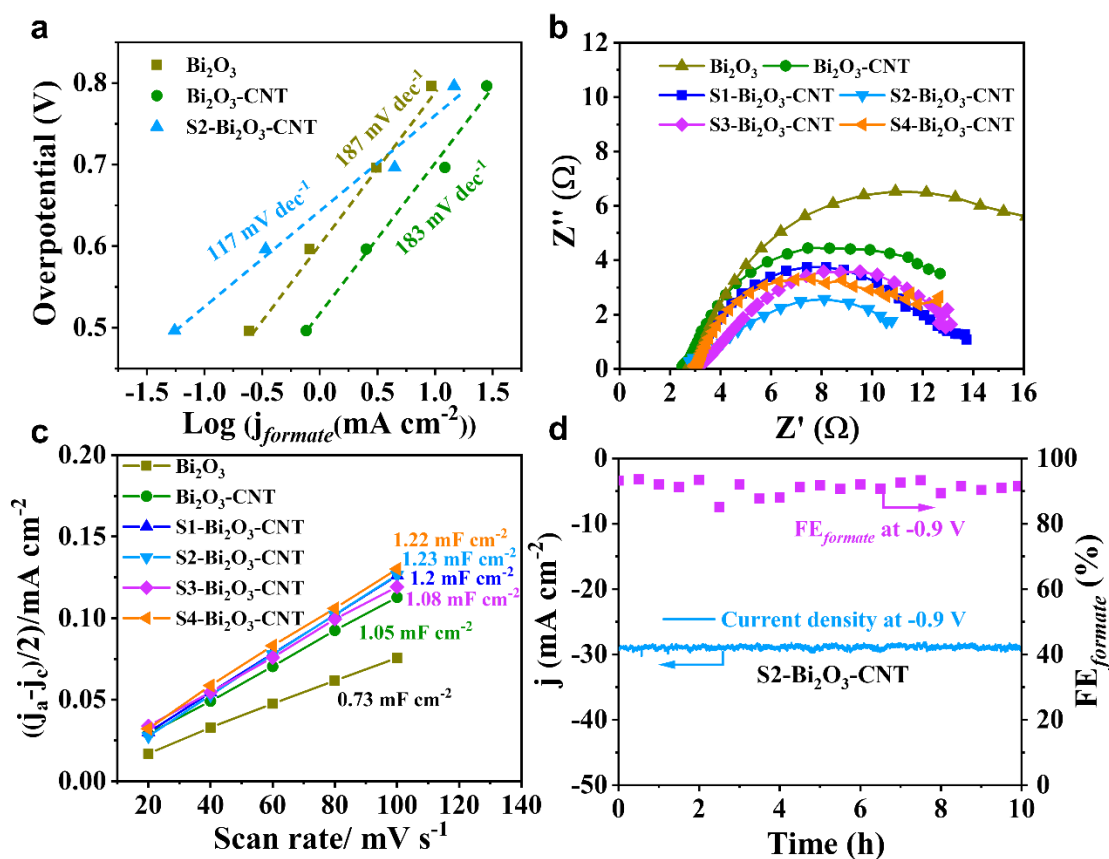 a
Bi₂O₃
Bi₂O₃-CNT
S2-Bi₂O₃-CNT
187 mV dec⁻¹
117 mV dec⁻¹
183 mV dec⁻¹
0.8
0.7
0.6
0.5
Overpotential (V)
-1.5 -1.0 -0.5 0.0 0.5 1.0 1.5
Log (j_formate(mA cm⁻²))
b
Bi₂O₃ Bi₂O₃-CNT
S1-Bi₂O₃-CNT S2-Bi₂O₃-CNT
S3-Bi₂O₃-CNT S4-Bi₂O₃-CNT
12
10
8
6
4
2
0
Z'' (Ω)
0 2 4 6 8 10 12 14 16
Z' (Ω)
c
Bi₂O₃
Bi₂O₃-CNT
S1-Bi₂O₃-CNT
S2-Bi₂O₃-CNT
S3-Bi₂O₃-CNT
S4-Bi₂O₃-CNT
1.22 mF cm⁻²
1.23 mF cm⁻²
1.2 mF cm⁻²
1.08 mF cm⁻²
1.05 mF cm⁻²
0.73 mF cm⁻²
0.20
0.15
0.10
0.05
0.00
((jₐ-j_c)/2)/mA cm⁻²
20 40 60 80 100 120 140
Scan rate/ mV s⁻¹
d
0
-10
-20
-30
-40
-50
j (mA cm⁻²)
FE_formate at -0.9 V
Current density at -0.9 V
S2-Bi₂O₃-CNT
100
80
60
40
20
0
FE_formate (%)
0 2 4 6 8 10
Time (h)